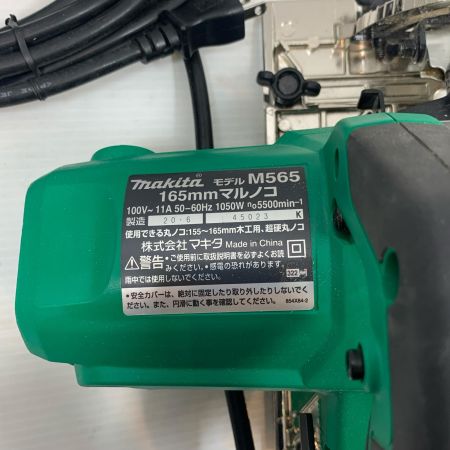 makita® モデル M565
165mmマルノコ
100V~ 11A 50-60Hz 1050W n₀5500min⁻¹
製造 20・6 45023 K
使用できる丸ノコ:155~165mm木工用、超硬丸ノコ
株式会社マキタ Made in China
⚠警告 ・ご使用前に取扱説明書を必ずよくお読みください。・感電の恐れがあります。
雨中では使用しないでください。
・安全カバーは、絶対に固定したり取り外したりしないでください。また、円滑に動く事を確認してください。
854X84-2